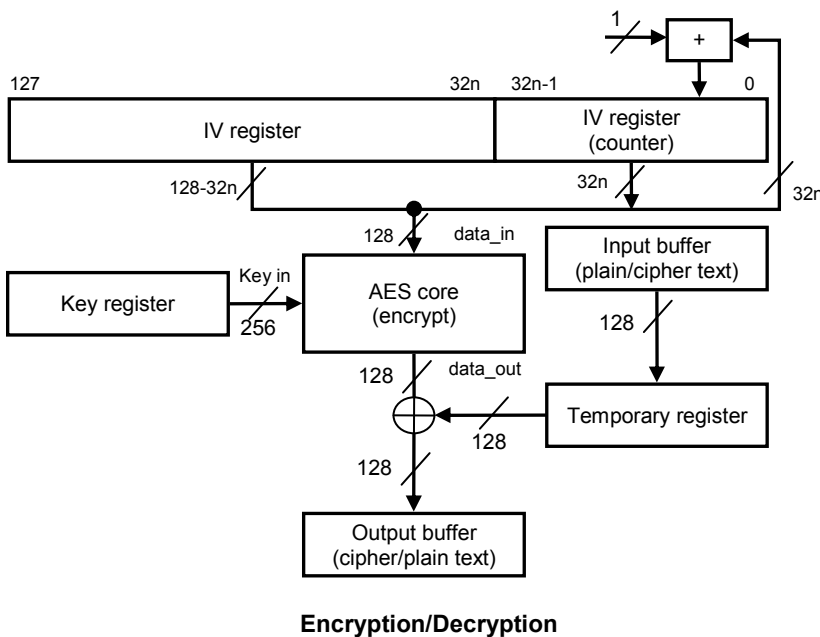 1
+
127
32n
32n-1
0
IV register
IV register
(counter)
128-32n
32n
32n
128
data_in
Input buffer
(plain/cipher text)
Key in
Key register
AES core
(encrypt)
256
128
128
data_out
Temporary register
128
128
Output buffer
(cipher/plain text)
Encryption/Decryption